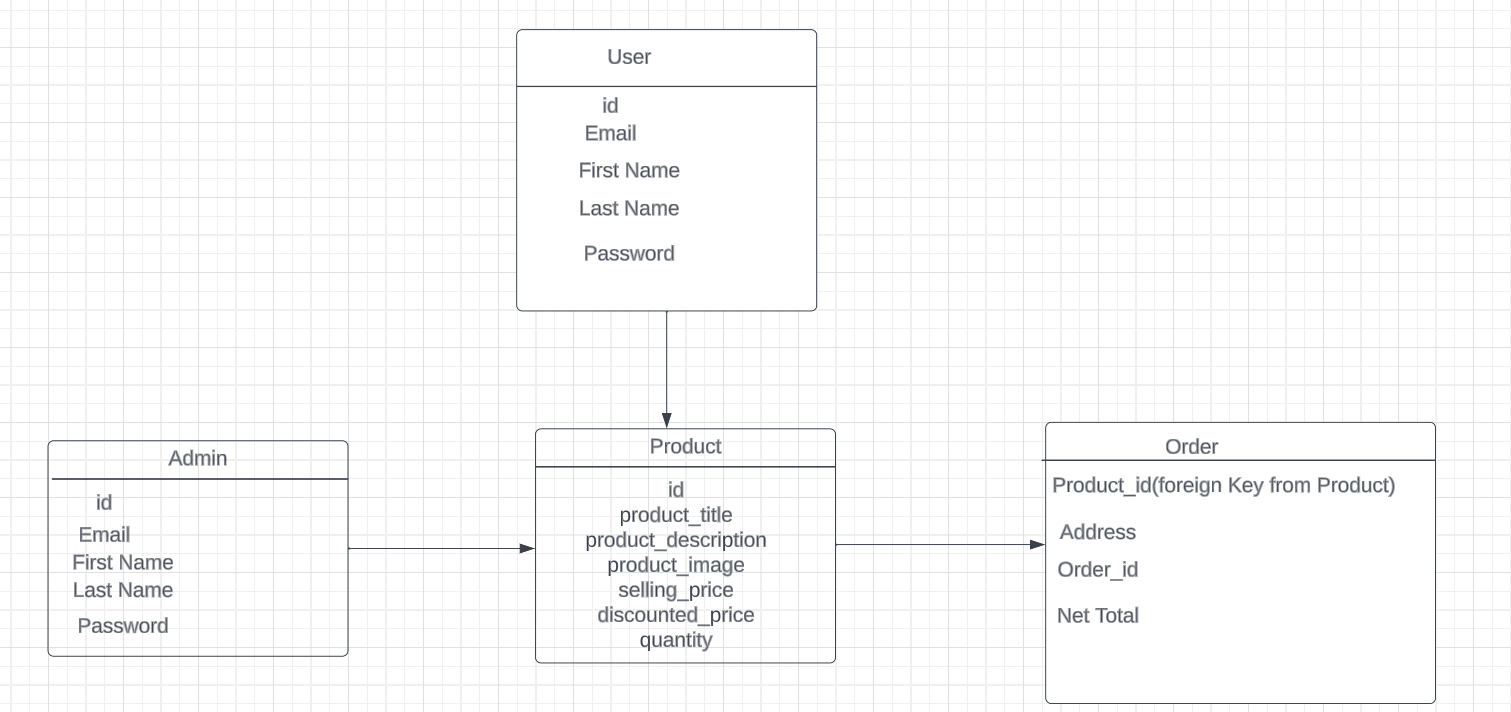 User
id
Email
First Name
Last Name
Password
Admin
id
Email
First Name
Last Name
Password
Product
id
product_title
product_description
product_image
selling_price
discounted_price
quantity
Order
Product_id(foreign Key from Product)
Address
Order_id
Net Total